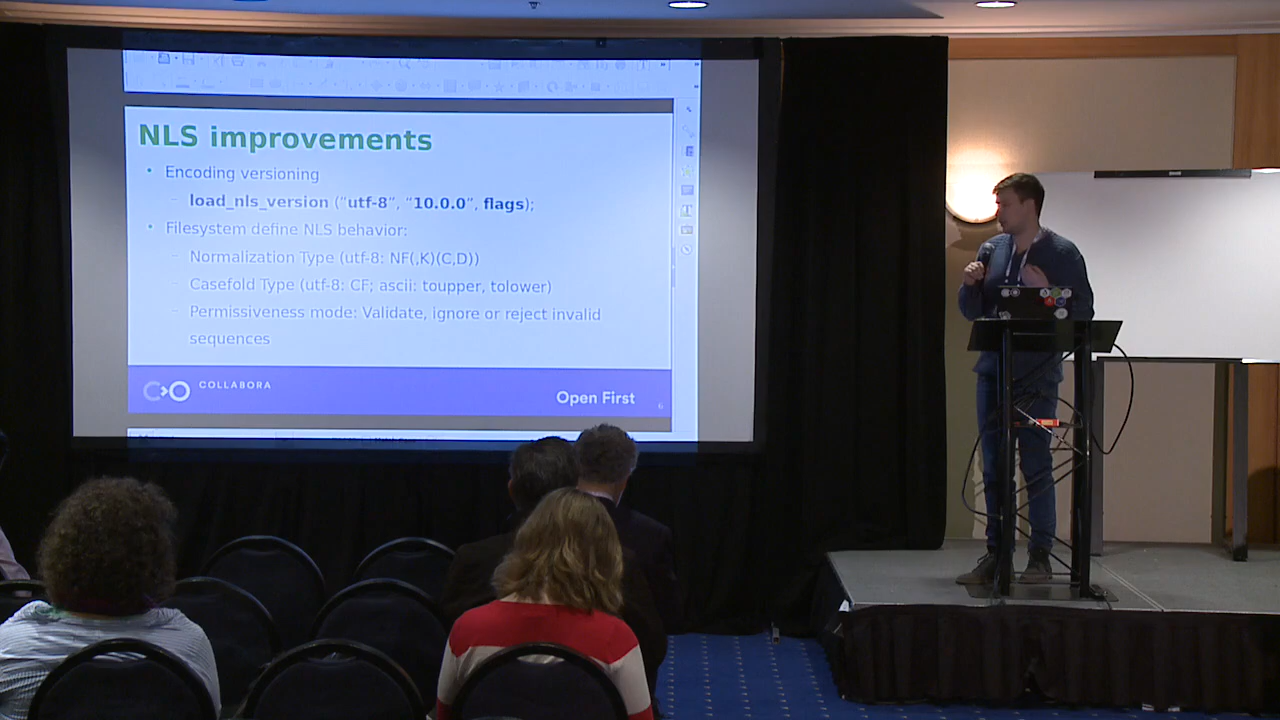 NLS improvements
Encoding versioning
load_nls_version ("utf-8", "10.0.0", flags);
Filesystem define NLS behavior:
Normalization Type (utf-8: NF(,K)(C,D))
Casefold Type (utf-8: CF; ascii: toupper, tolower)
Permissiveness mode: Validate, ignore or reject invalid
sequences
COLLABORA
Open First
6